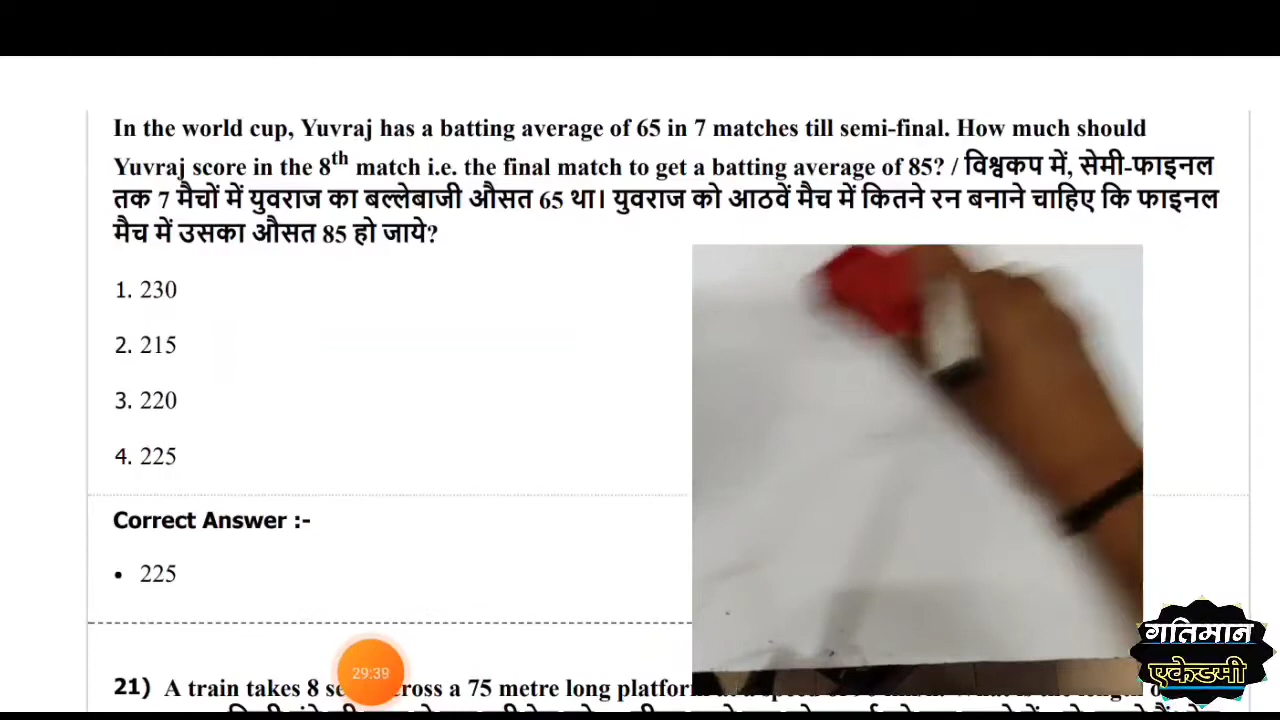 In the world cup, Yuvraj has a batting average of 65 in 7 matches till semi-final. How much should
Yuvraj score in the 8th match i.e. the final match to get a batting average of 85? / विश्वकप में, सेमी-फाइनल
तक 7 मैचों में युवराज का बल्लेबाजी औसत 65 था। युवराज को आठवें मैच में कितने रन बनाने चाहिए कि फाइनल
मैच में उसका औसत 85 हो जाये?
1. 230
2. 215
3. 220
4. 225
Correct Answer :-
• 225
29:39
21) A train takes 8 cross a 75 metre long platform
गतिमान
एकेडमी